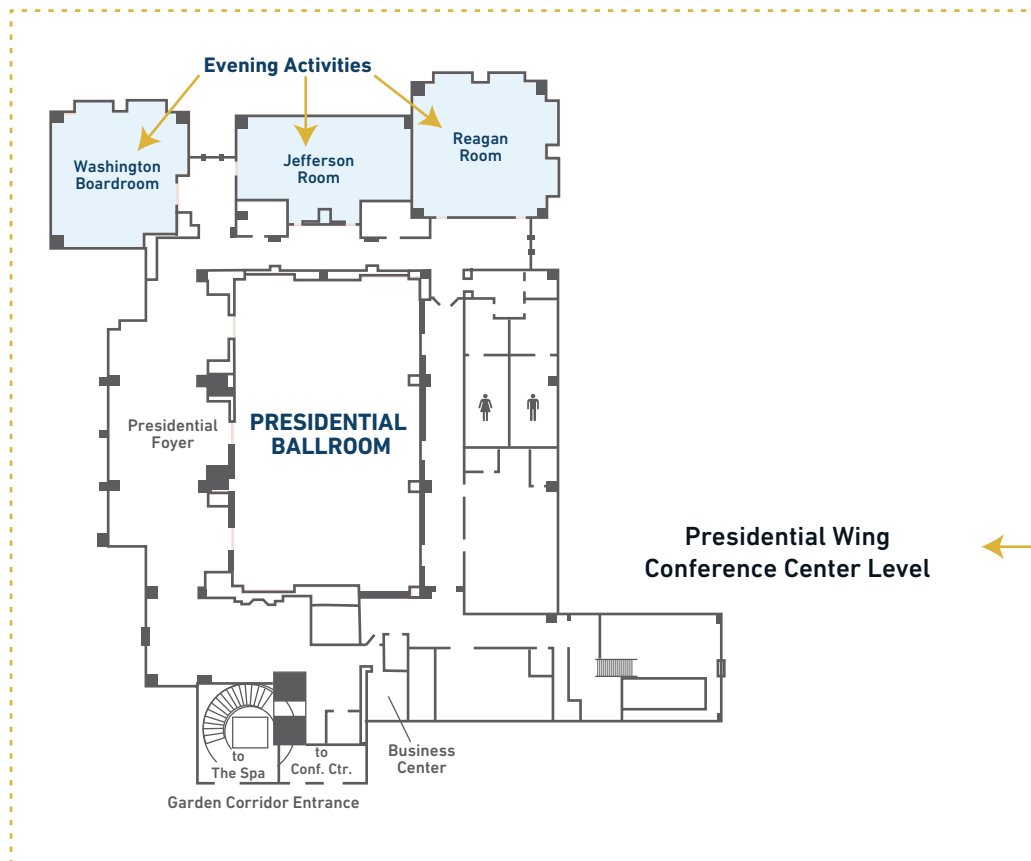 Evening Activities
Washington
Boardroom
Jefferson
Room
Reagan
Room
Presidential
Foyer
PRESIDENTIAL
BALLROOM
Presidential Wing
Conference Center Level
to
The Spa
to
Conf. Ctr.
Business
Center
Garden Corridor Entrance